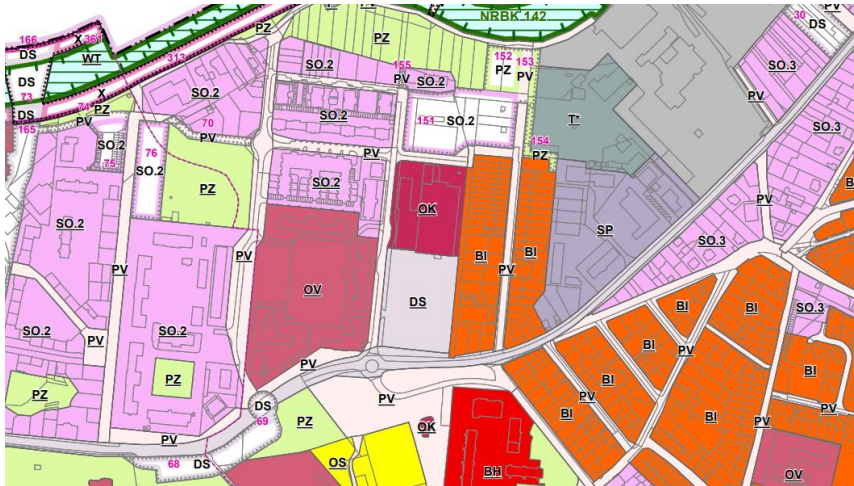 NRBK 142
166
X
361
DS
WT
313
PZ
PZ
SO.2
155
PV
SO.2
152
PZ
153
PV
30
DS
SO.3
DS
73
X
SO.2
74
PZ
DS
165
PV
70
PV
SO.2
151
SO.2
T*
PV
SO.3
SO.2
75
76
SO.2
PV
154
PZ
PZ
SO.2
OK
SP
PV
SO.2
PV
PV
BI
PV
BI
SO.3
OV
DS
SO.2
SO.2
PV
PV
BI
BI
BI
SO.3
BI
PV
BI
PZ
PZ
DS
69
PV
OK
PZ
BI
PV
BI
PV
PV
68
DS
OS
BH
OV